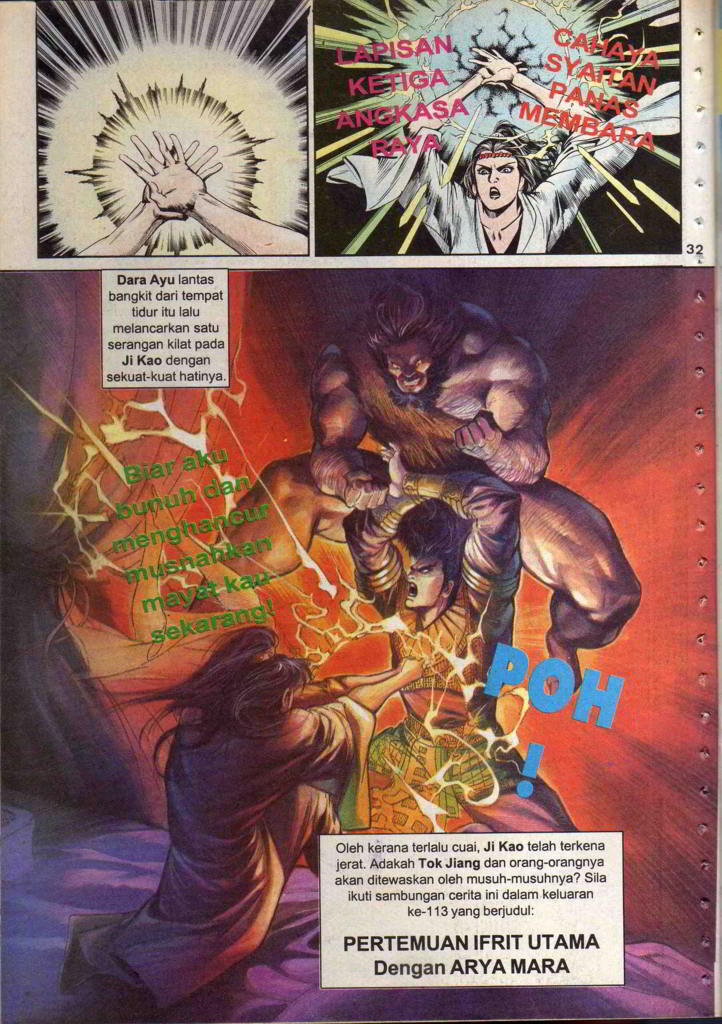 LAPISAN
KETIGA
ANGKASA
RAYA
CAHAYA
SYAITAN
PANAS
MEMBARA
32
Dara Ayu lantas
bangkit dari tempat
tidur itu lalu
melancarkan satu
serangan kilat pada
Ji Kao dengan
sekuat-kuat hatinya.
Biar aku
bunuh dan
menghancur
musnahkan
mayat kau
sekarang!
POH
!
Oleh kerana terlalu cuai, Ji Kao telah terkena
jerat. Adakah Tok Jiang dan orang-orangnya
akan ditewaskan oleh musuh-musuhnya? Sila
ikuti sambungan cerita ini dalam keluaran
ke-113 yang berjudul:
PERTEMUAN IFRIT UTAMA
Dengan ARYA MARA